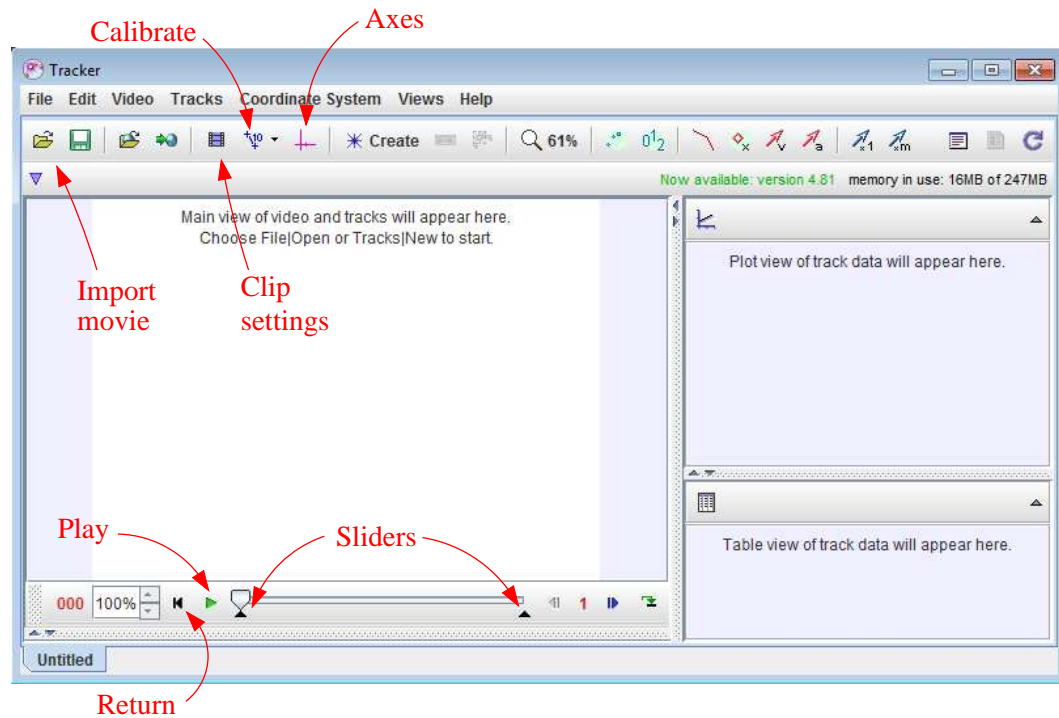 Calibrate
Axes
Tracker
File Edit Video Tracks Coordinate System Views Help
Create 61%
Now available: version 4.81 memory in use: 16MB of 247MB
Main view of video and tracks will appear here.
Choose File|Open or Tracks|New to start.
Plot view of track data will appear here.
Import
movie
Clip
settings
Play
Sliders
Table view of track data will appear here.
000 100% 1
Untitled
Return